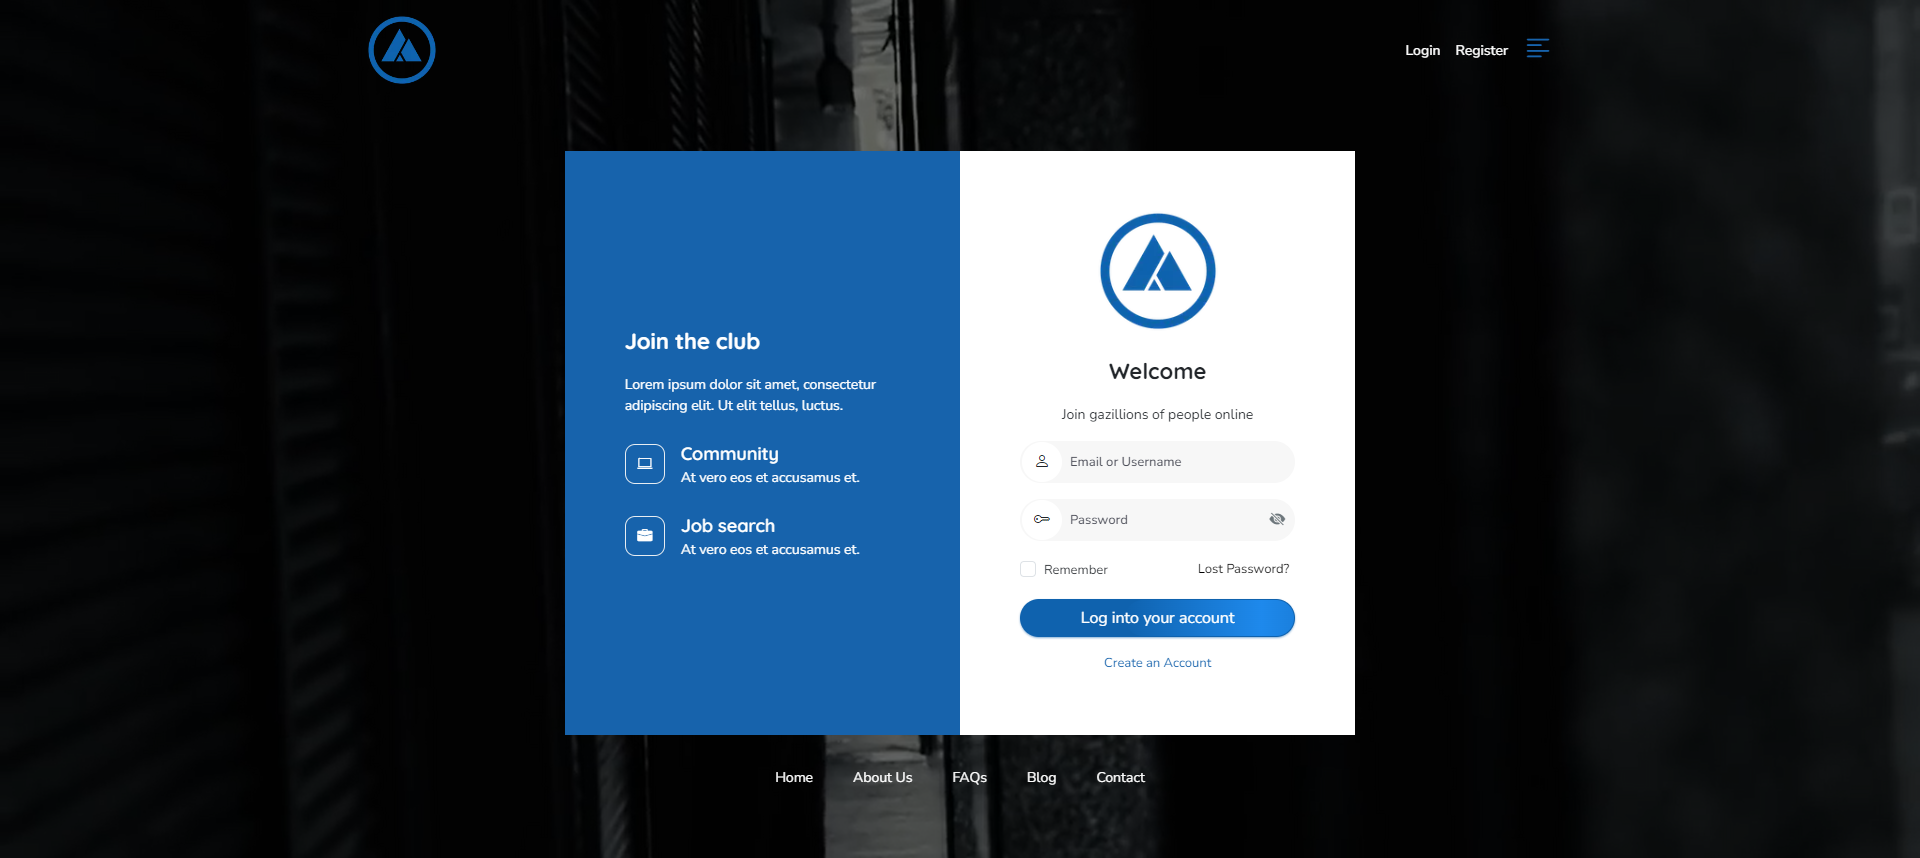 Login Register
Join the club
Lorem ipsum dolor sit amet, consectetur
adipiscing elit. Ut elit tellus, luctus.
Community
At vero eos et accusamus et.
Job search
At vero eos et accusamus et.
Welcome
Join gazillions of people online
Email or Username
Password
Remember Lost Password?
Log into your account
Create an Account
Home About Us FAQs Blog Contact